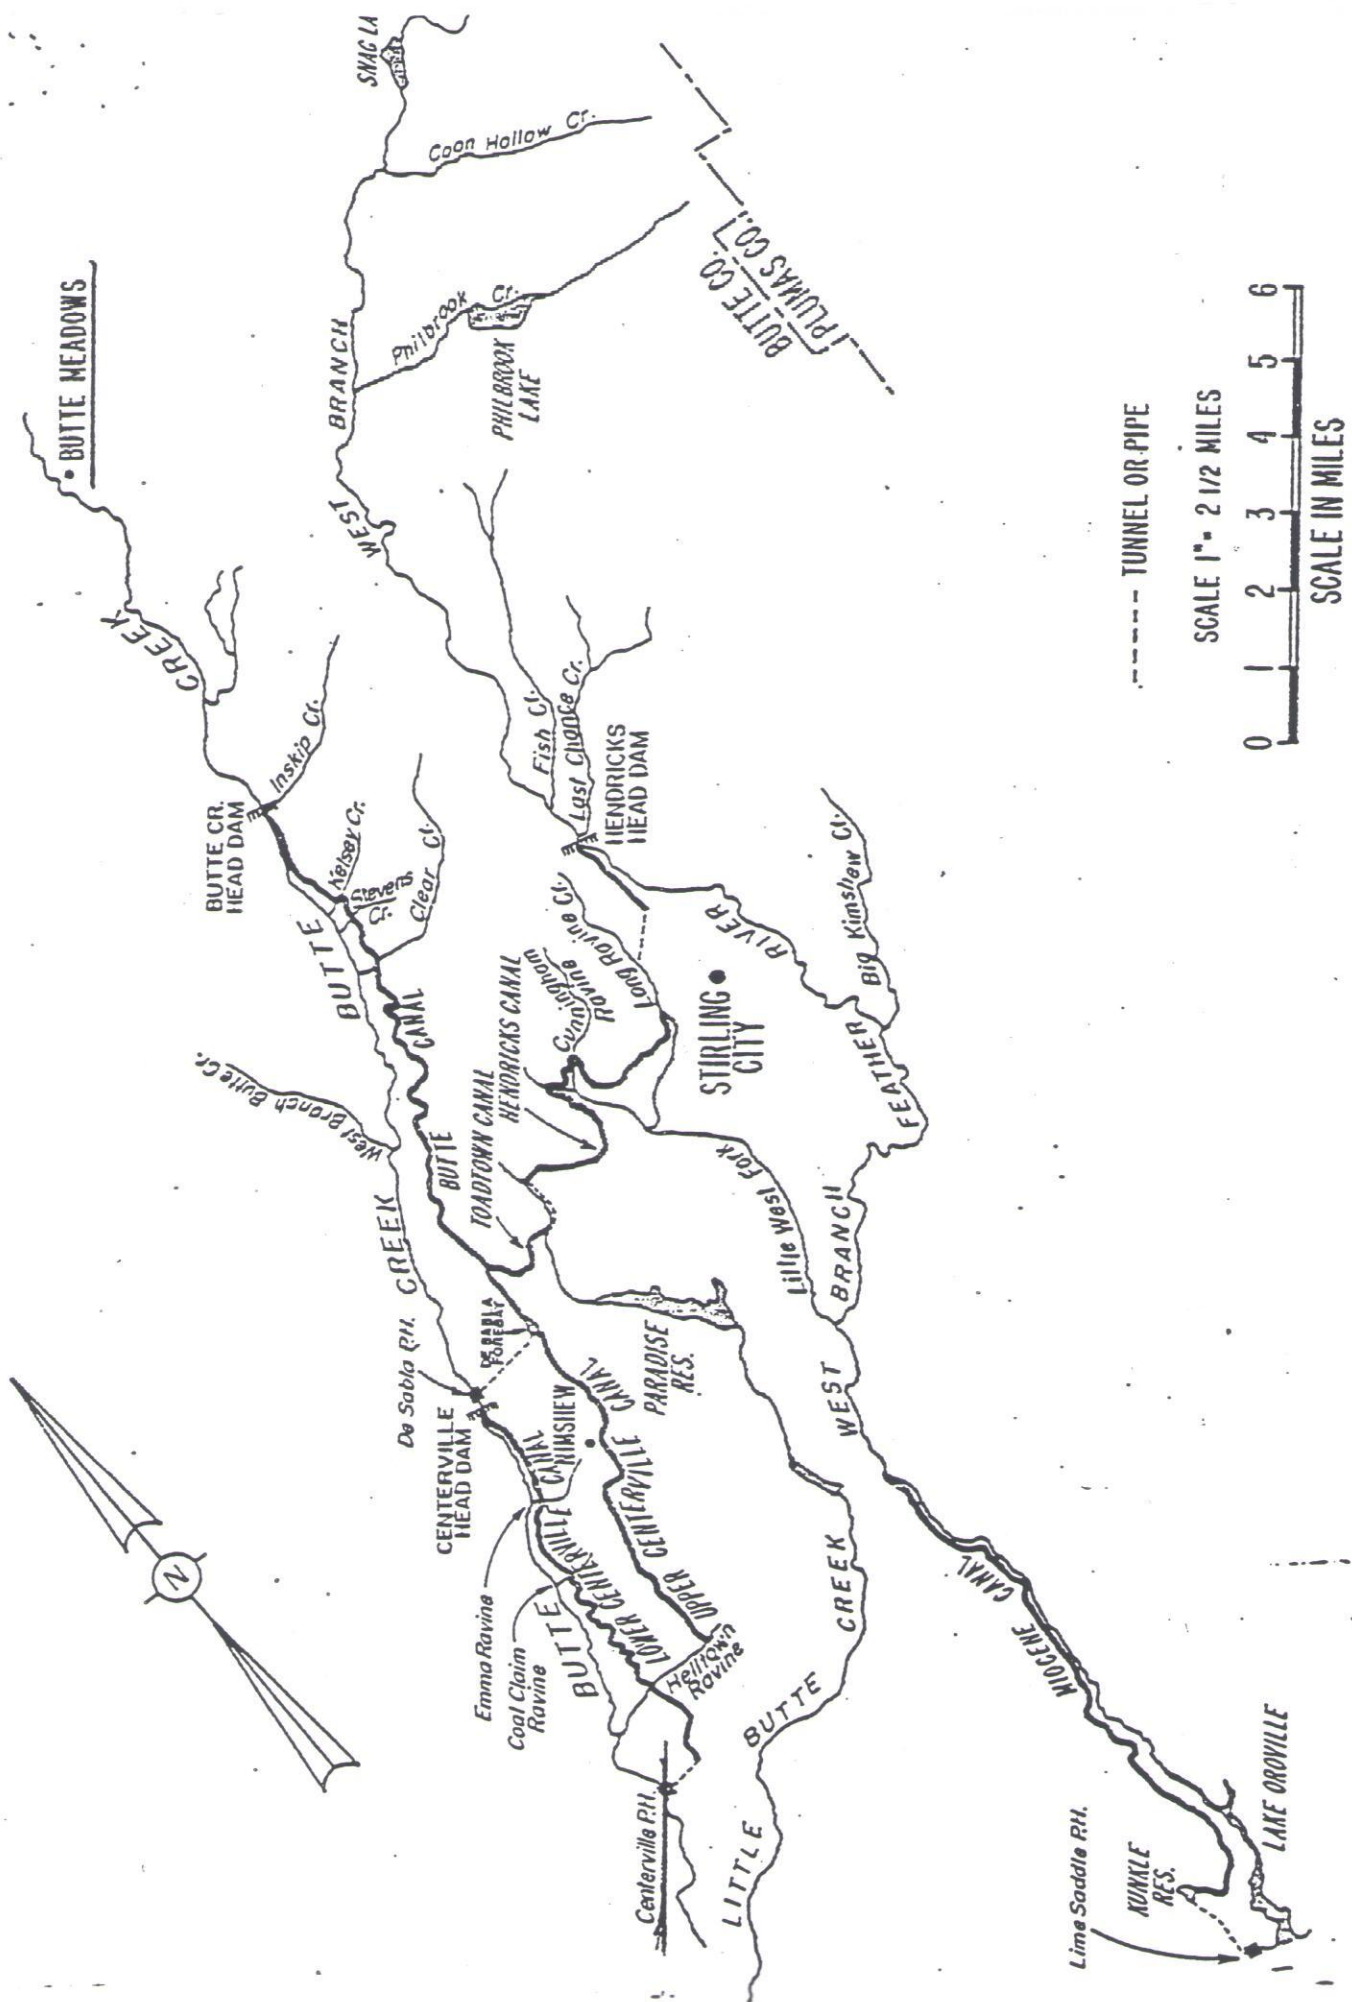 SNAG LA
Coon Hollow Cr.
BUTTE MEADOWS
WEST BRANCH
Philbrook Cr.
PHILBROOK
LAKE
BUTTE CO.
PLUMAS CO.
CREEK
Inskip Cr.
BUTTE CR.
HEAD DAM
Kelsey Cr.
Stevens
Cr.
Clear Cr.
Fish Cr.
Last Chance Cr.
HENDRICKS
HEAD DAM
BUTTE
CANAL
BUTTE
West Branch Butte Cr.
CREEK
TOADTOWN CANAL
HENDRICKS CANAL
Cunningham
Ravine
Long Ravine Cr.
STIRLING
CITY
RIVER
Big Kimshew Cr.
FEATHER
BRANCH
WEST
Little West Fork
De Sabla P.H.
DE SABLA
FOREBAY
CENTERVILLE
HEAD DAM
CANAL
NIMSHEW
PARADISE
RES.
UPPER CENTERVILLE CANAL
LOWER CENTERVILLE
Emma Ravine
Coal Claim
Ravine
BUTTE
Helltown
Ravine
Centerville P.H.
LITTLE BUTTE CREEK
MIOCENE CANAL
LAKE OROVILLE
KUNKLE
RES.
Lime Saddle P.H.
N
TUNNEL OR PIPE
SCALE 1"= 2 1/2 MILES
0 1 2 3 4 5 6
SCALE IN MILES